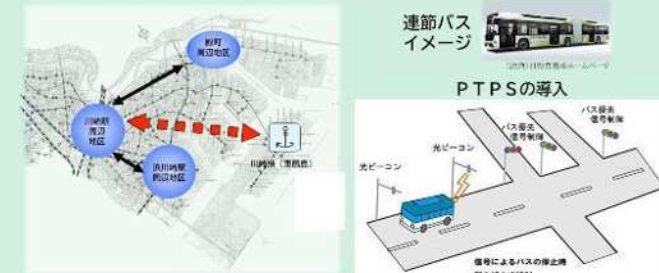 殿町
周辺地区
川崎駅
周辺
地区
浜川崎駅
周辺地区
川崎港（東扇島）
連節バス
イメージ
PTPSの導入
バス優先
信号制御
バス優先
信号制御
光ビーコン
光ビーコン
信号によるバスの停止時